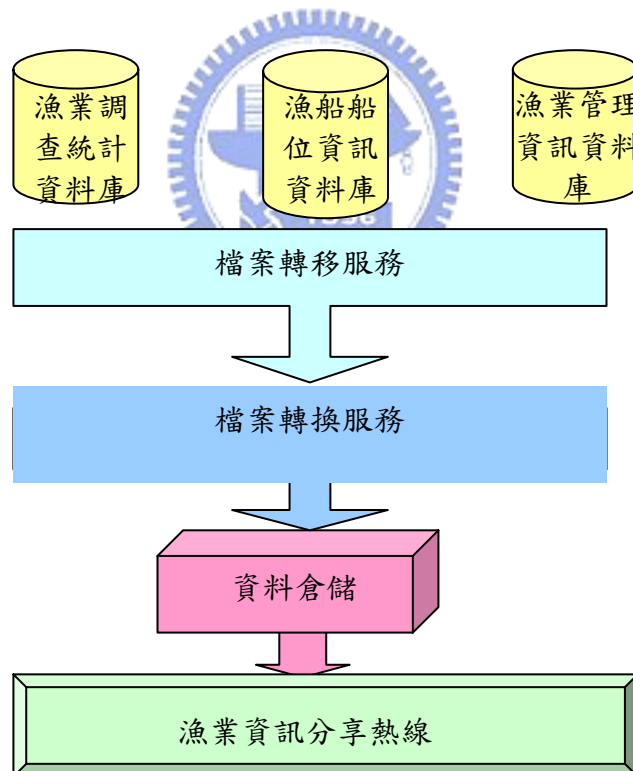 漁業調
查統計
資料庫
漁船船
位資訊
資料庫
漁業管理
資訊資料
庫
1896
檔案轉移服務
檔案轉換服務
資料倉儲
漁業資訊分享熱線